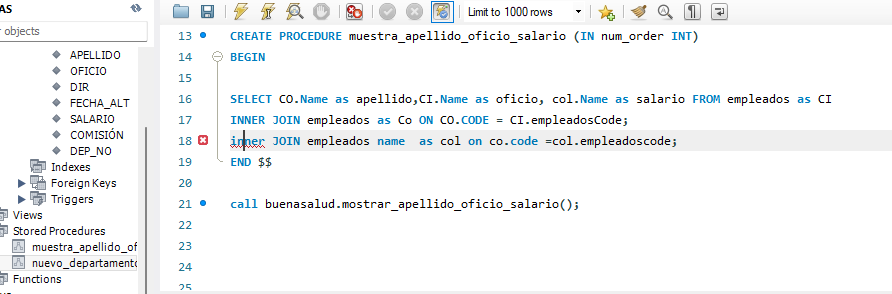 Limit to 1000 rows
AS
r objects
APELLIDO
OFICIO
DIR
FECHA_ALT
SALARIO
COMISIÓN
DEP_NO
Indexes
Foreign Keys
Triggers
Views
Stored Procedures
muestra_apellido_of
nuevo_departamento
Functions
13 CREATE PROCEDURE muestra_apellido_oficio_salario (IN num_order INT)
14 BEGIN
15
16 SELECT CO.Name as apellido,CI.Name as oficio, col.Name as salario FROM empleados as CI
17 INNER JOIN empleados as Co ON CO.CODE = CI.empleadosCode;
18 inner JOIN empleados name as col on co.code =col.empleadoscode;
19 END $$
20
21 call buenasalud.mostrar_apellido_oficio_salario();
22
23
24
25